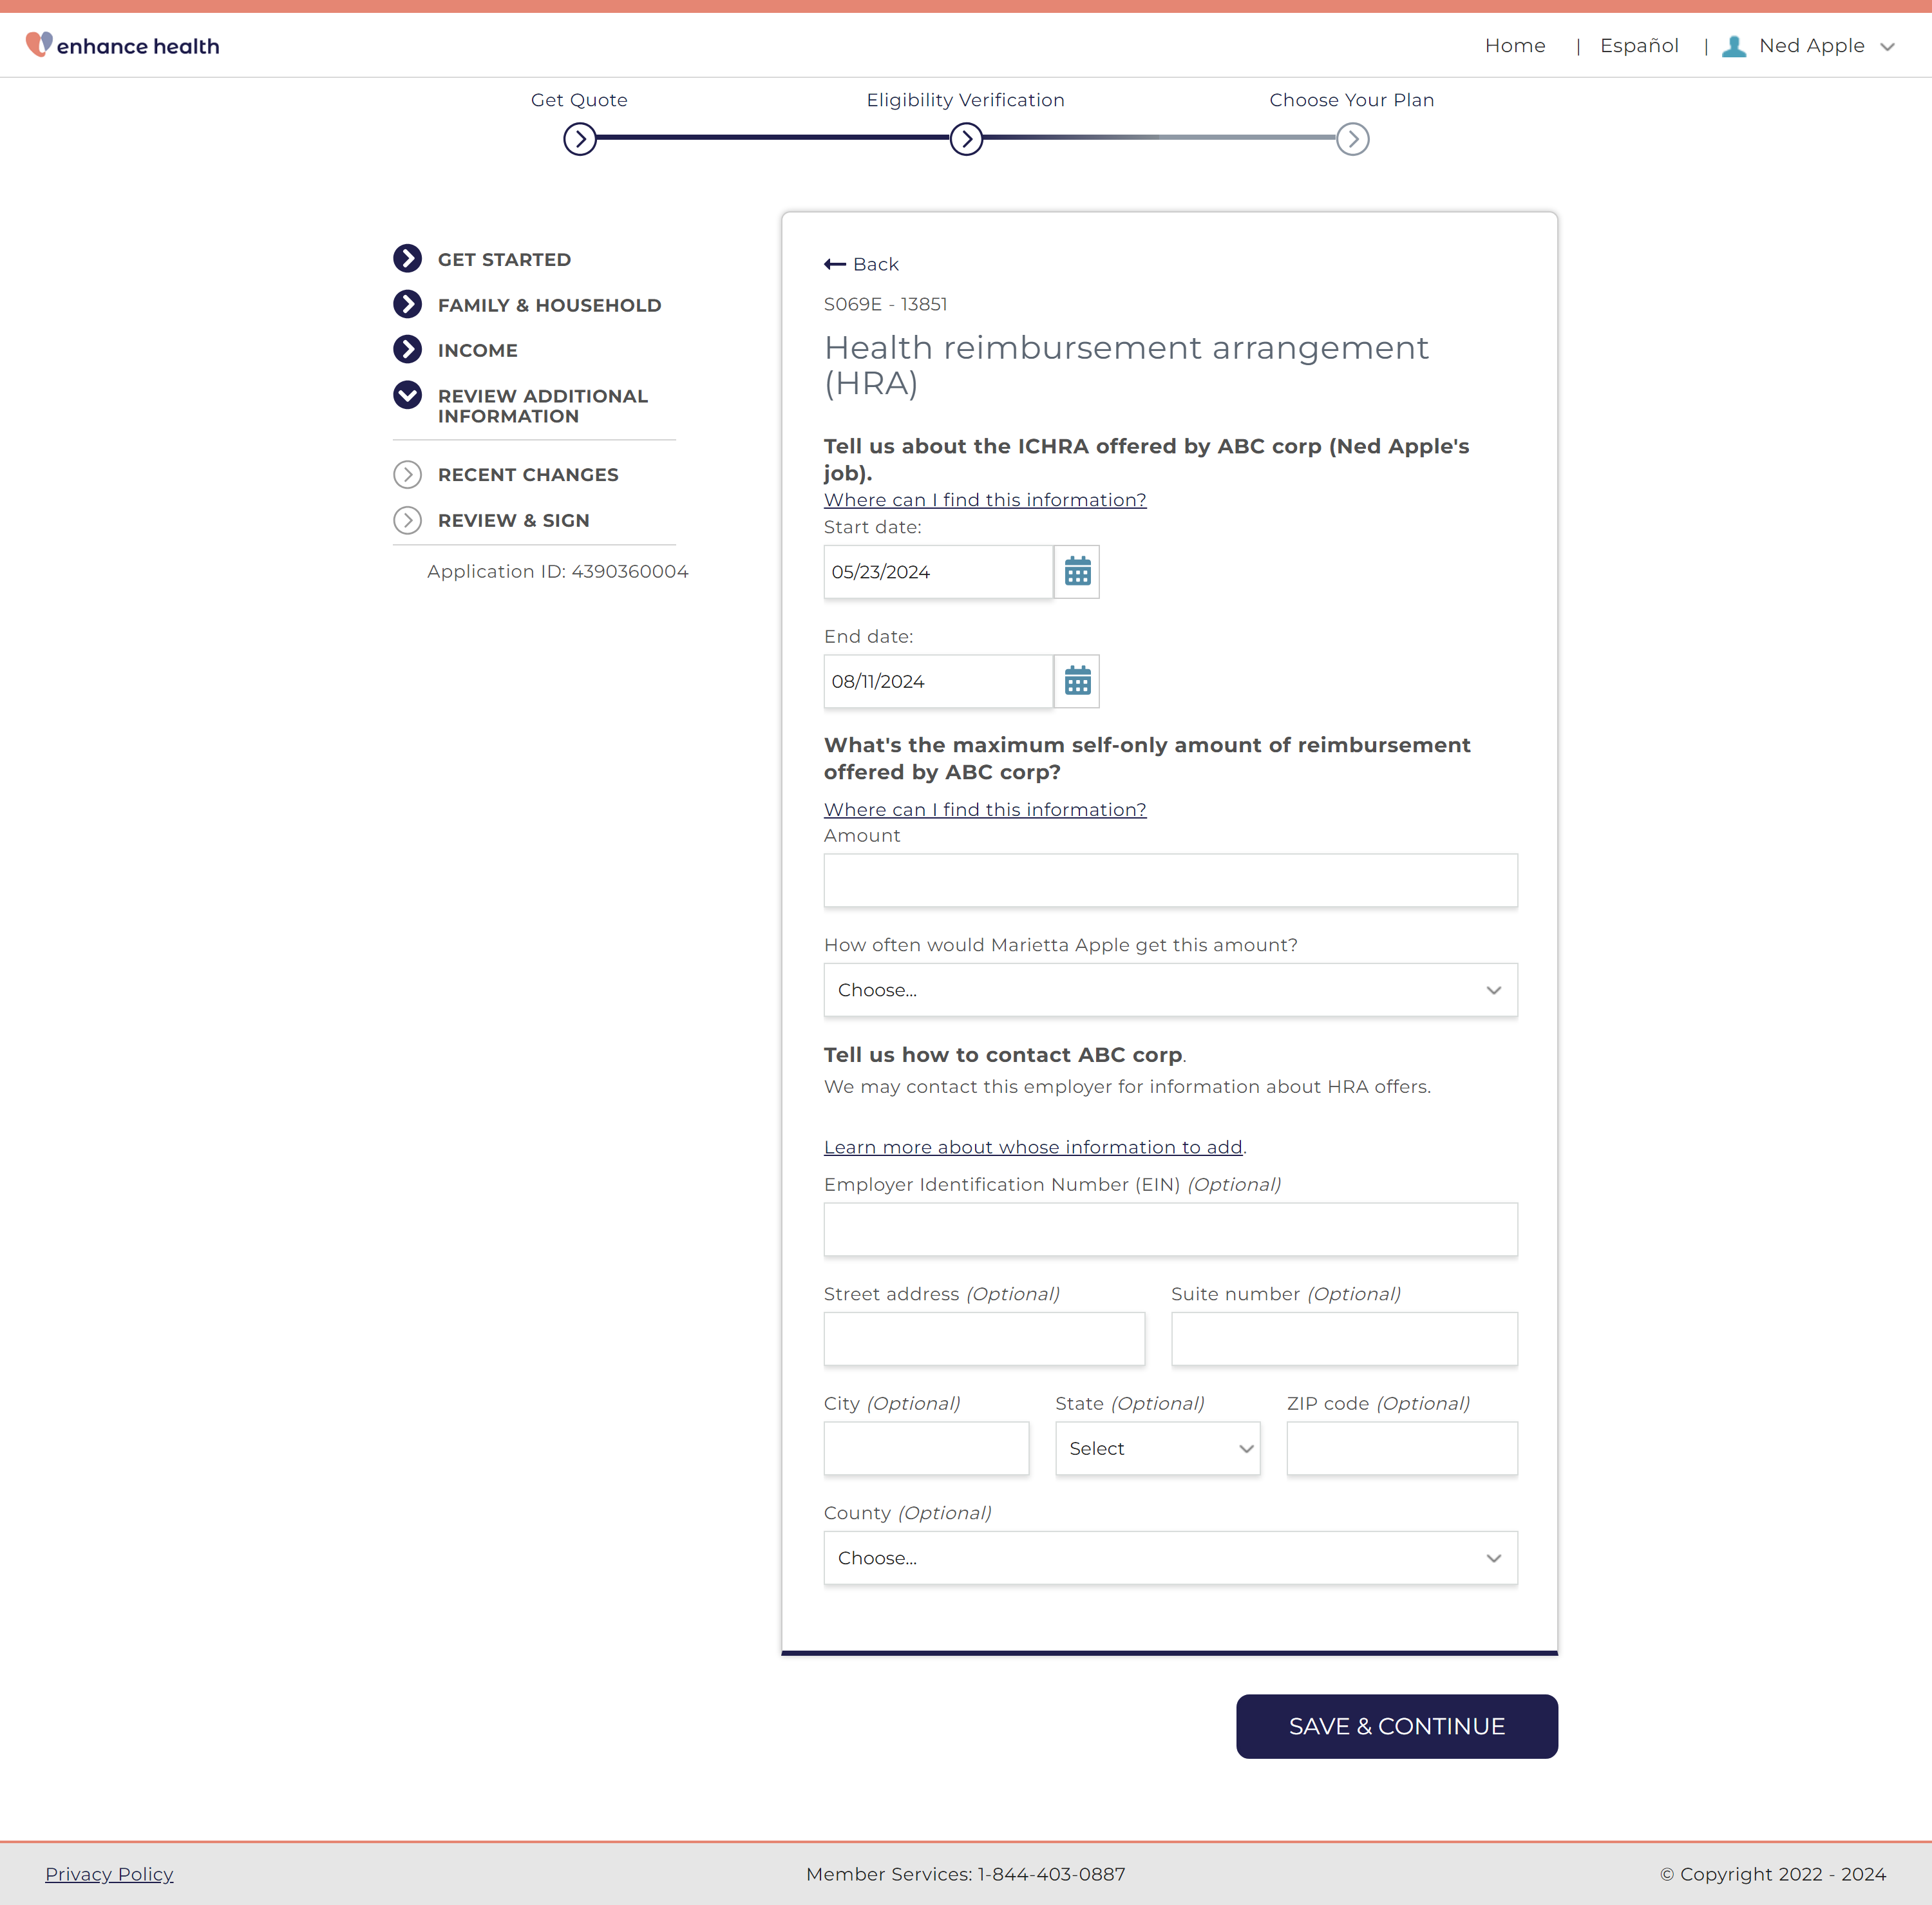 enhance health
Home | Español | Ned Apple
Get Quote Eligibility Verification Choose Your Plan
GET STARTED
FAMILY & HOUSEHOLD
INCOME
REVIEW ADDITIONAL
INFORMATION
RECENT CHANGES
REVIEW & SIGN
Application ID: 4390360004
Back
S069E - 13851
Health reimbursement arrangement
(HRA)
Tell us about the ICHRA offered by ABC corp (Ned Apple's
job).
Where can I find this information?
Start date:
05/23/2024
End date:
08/11/2024
What's the maximum self-only amount of reimbursement
offered by ABC corp?
Where can I find this information?
Amount
How often would Marietta Apple get this amount?
Choose...
Tell us how to contact ABC corp.
We may contact this employer for information about HRA offers.
Learn more about whose information to add.
Employer Identification Number (EIN) (Optional)
Street address (Optional) Suite number (Optional)
City (Optional) State (Optional) ZIP code (Optional)
Select
County (Optional)
Choose...
SAVE & CONTINUE
Privacy Policy Member Services: 1-844-403-0887 © Copyright 2022 - 2024